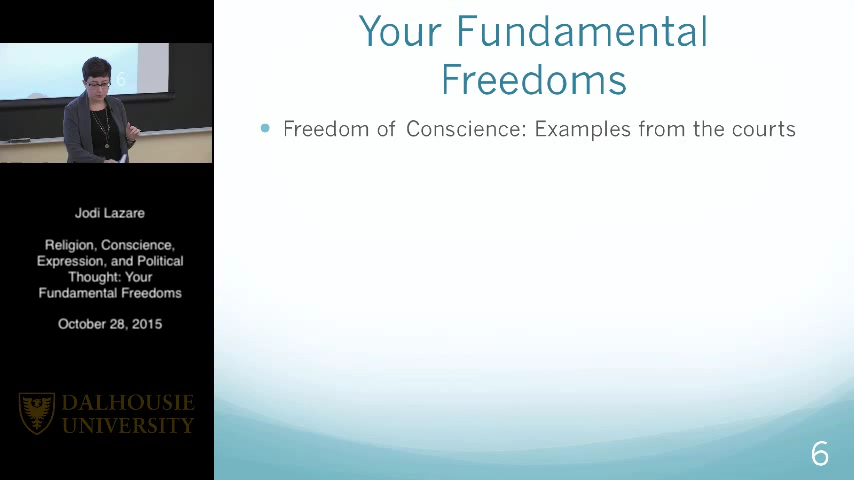 Your Fundamental
Freedoms
Freedom of Conscience: Examples from the courts
6
6
Jodi Lazare
Religion, Conscience,
Expression, and Political
Thought: Your
Fundamental Freedoms
October 28, 2015
DALHOUSIE
UNIVERSITY